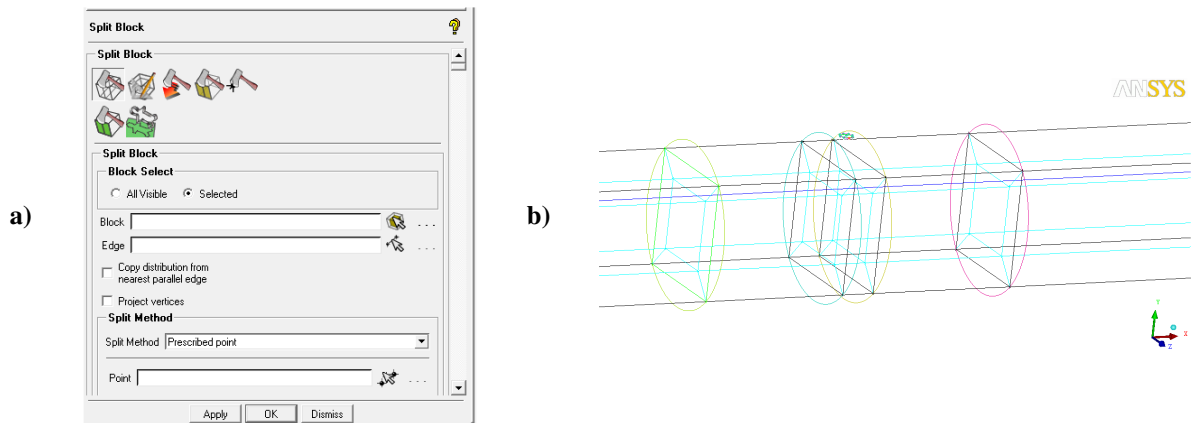 a)
Split Block
Split Block
Split Block
Block Select
All Visible Selected
Block ...
Edge ...
Copy distribution from
nearest parallel edge
Project vertices
Split Method
Split Method Prescribed point
Point ...
Apply OK Dismiss
b)
ANSYS
Y
X
Z